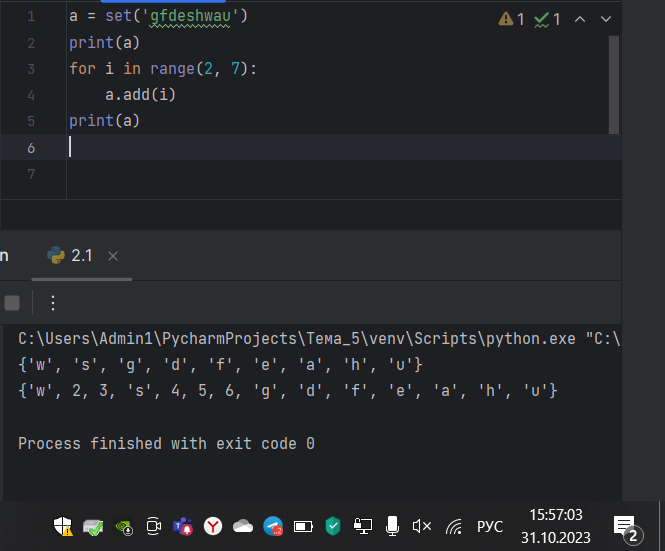 1 a = set('gfdeshwau') 1 1
2 print(a)
3 for i in range(2, 7):
4 a.add(i)
5 print(a)
6
7
n 2.1
C:\Users\Admin1\PycharmProjects\Тема_5\venv\Scripts\python.exe "C:\
{'w', 's', 'g', 'd', 'f', 'e', 'a', 'h', 'u'}
{'w', 2, 3, 's', 4, 5, 6, 'g', 'd', 'f', 'e', 'a', 'h', 'u'}
Process finished with exit code 0
РУС
15:57:03
31.10.2023
2